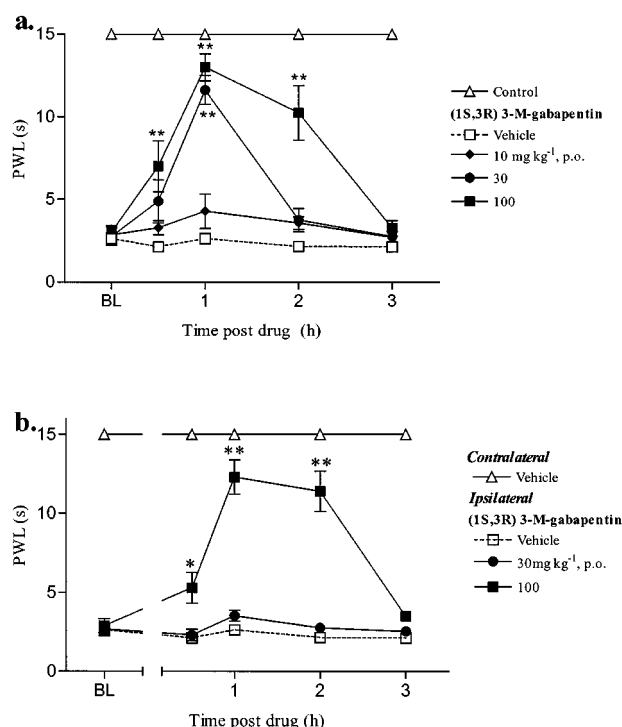 a.
15
10
5
0
PWL (s)
**
**
**
**
BL
1
2
3
Time post drug (h)
Control
(1S,3R) 3-M-gabapentin
Vehicle
10 mg kg⁻¹, p.o.
30
100
b.
15
10
5
0
PWL (s)
*
**
**
BL
1
2
3
Time post drug (h)
Contralateral
Vehicle
Ipsilateral
(1S,3R) 3-M-gabapentin
Vehicle
30mg kg⁻¹, p.o.
100